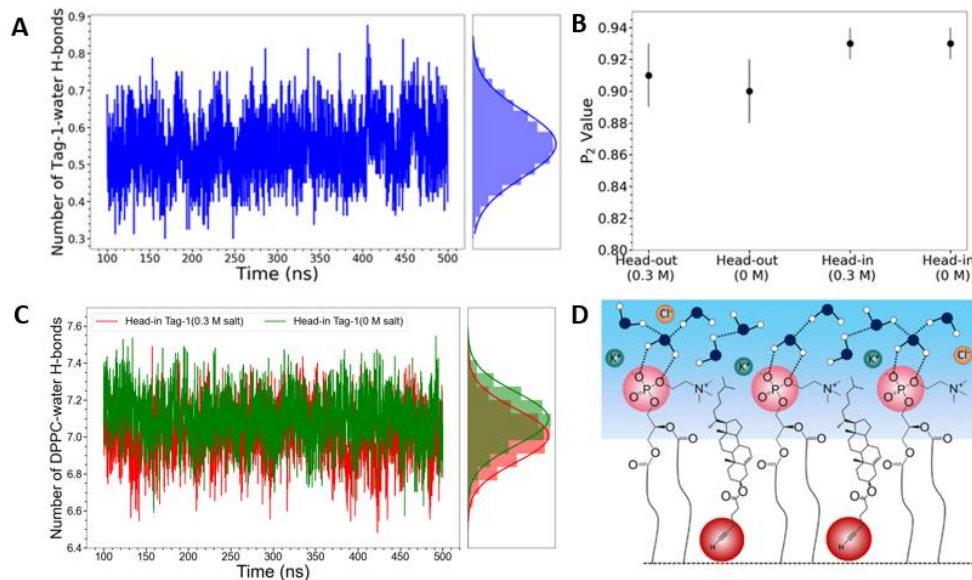 A
Number of Tag-1-water H-bonds
0.9
0.8
0.7
0.6
0.5
0.4
0.3
100 150 200 250 300 350 400 450 500
Time (ns)
B
P₂ Value
0.94
0.92
0.90
0.88
0.86
0.84
0.82
0.80
Head-out Head-out Head-in Head-in
(0.3 M) (0 M) (0.3 M) (0 M)
C
Number of DPPC-water H-bonds
Head-in Tag-1(0.3 M salt) Head-in Tag-1(0 M salt)
7.6
7.4
7.2
7.0
6.8
6.6
6.4
100 150 200 250 300 350 400 450 500
Time (ns)
D
Cl⁻
K⁺ K⁺ K⁺ Cl⁻
O O O
O P O N⁺ O P O N⁺ O P O N⁺
O O O
O O O
O O O O O O
O O
O O
H H